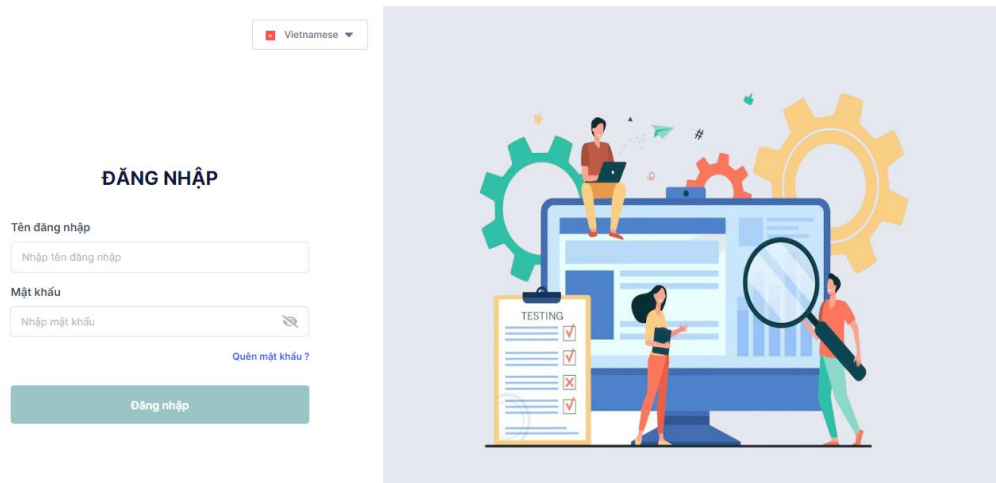 Vietnamese
ĐĂNG NHẬP
Tên đăng nhập
Nhập tên đăng nhập
Mật khẩu
Nhập mật khẩu
Quên mật khẩu ?
Đăng nhập
#
TESTING